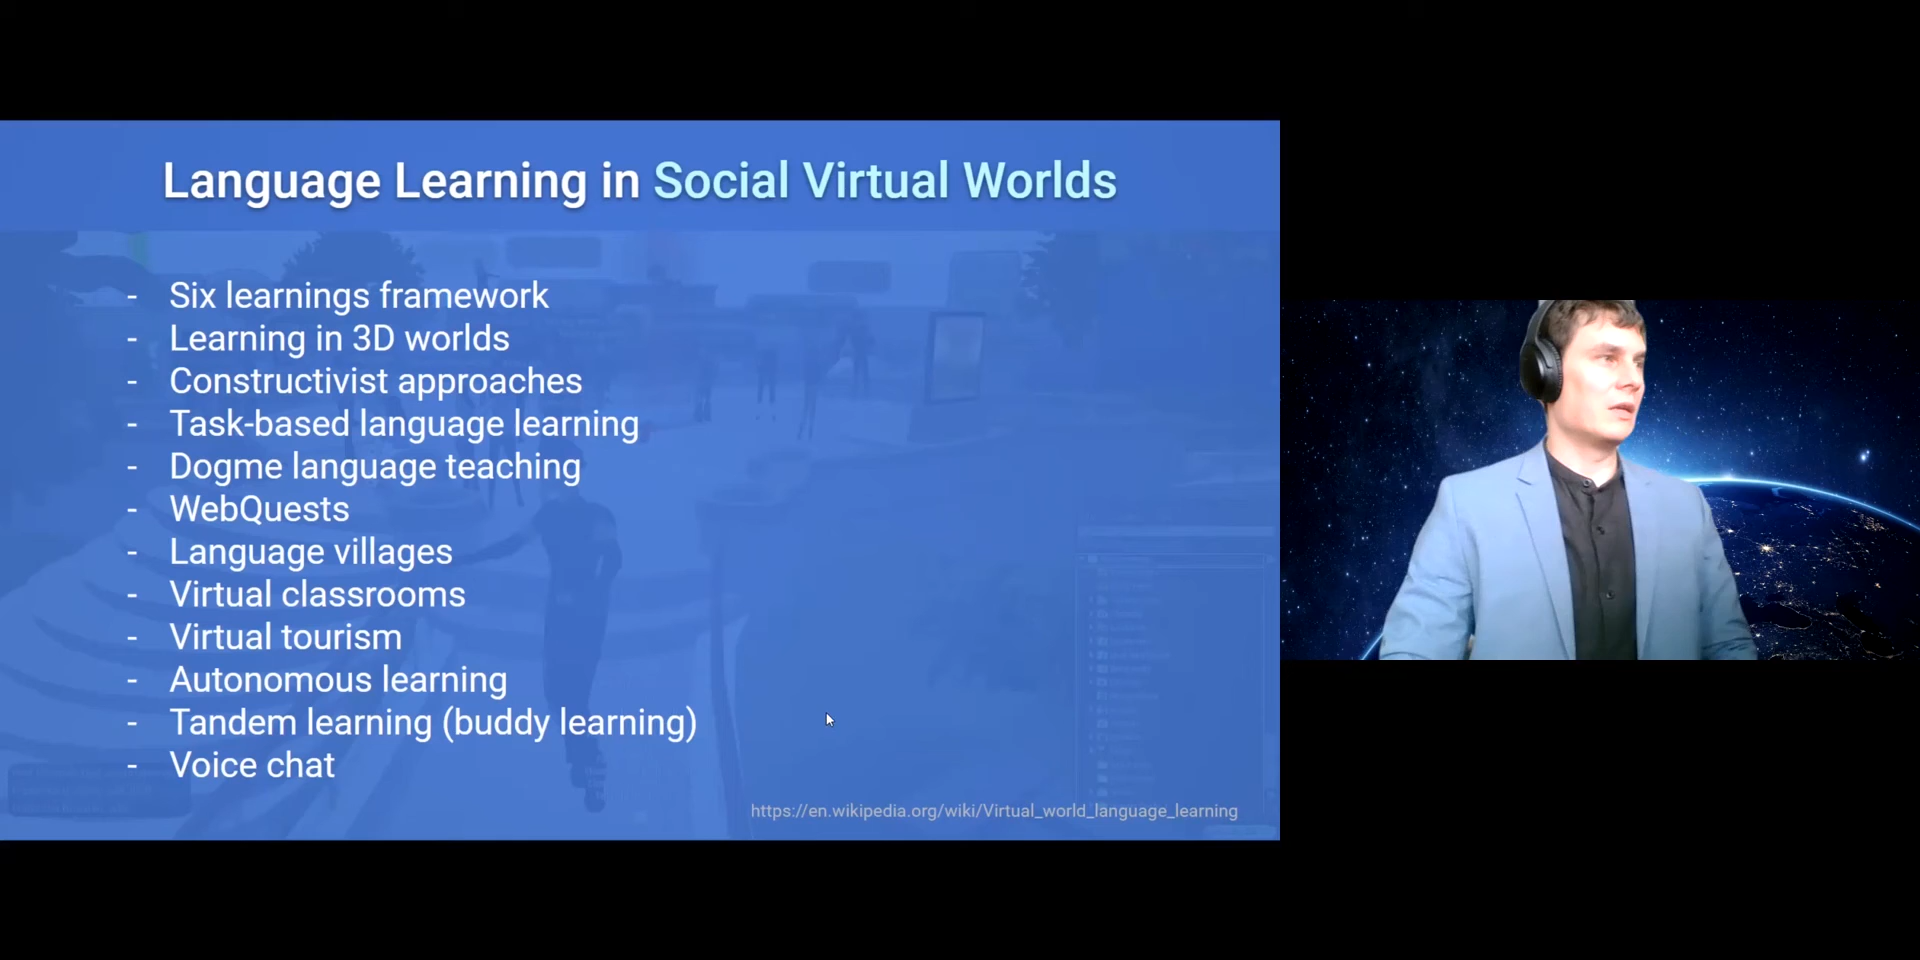 Language Learning in Social Virtual Worlds
- Six learnings framework
- Learning in 3D worlds
- Constructivist approaches
- Task-based language learning
- Dogme language teaching
- WebQuests
- Language villages
- Virtual classrooms
- Virtual tourism
- Autonomous learning
- Tandem learning (buddy learning)
- Voice chat
https://en.wikipedia.org/wiki/Virtual_world_language_learning